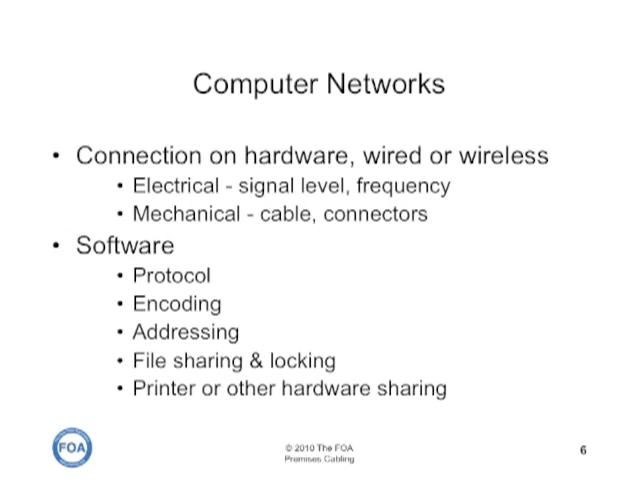 Computer Networks
• Connection on hardware, wired or wireless
• Electrical - signal level, frequency
• Mechanical - cable, connectors
• Software
• Protocol
• Encoding
• Addressing
• File sharing & locking
• Printer or other hardware sharing
FOA
© 2010 The FOA
Premises Cabling
6